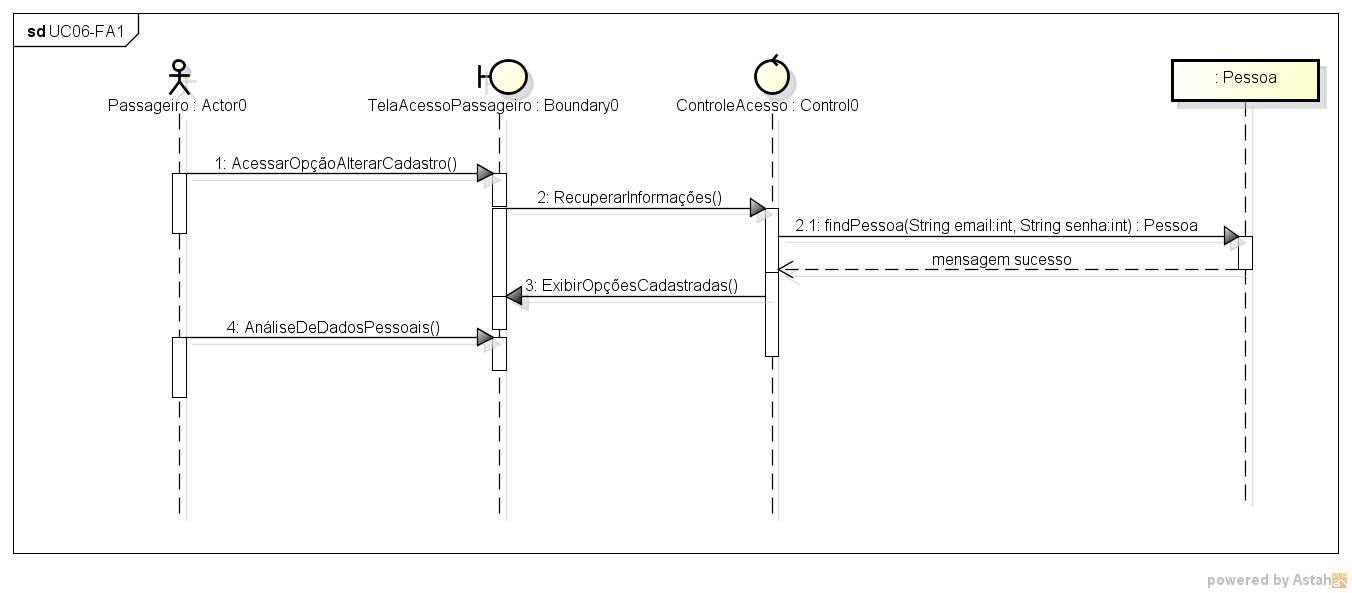 sd UC06-FA1
Passageiro : Actor0
TelaAcessoPassageiro : Boundary0
ControleAcesso : Control0
: Pessoa
1: AcessarOpçãoAlterarCadastro()
2: RecuperarInformações()
2.1: findPessoa(String email:int, String senha:int) : Pessoa
mensagem sucesso
3: ExibirOpçõesCadastradas()
4: AnáliseDeDadosPessoais()
powered by Astah